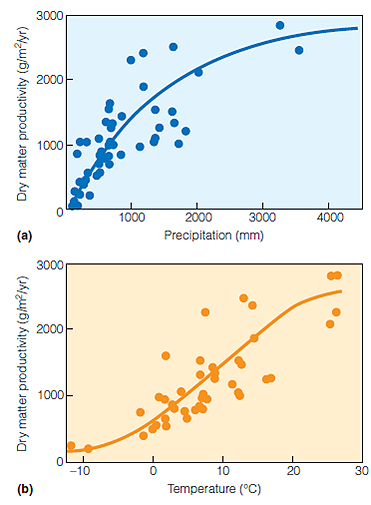 Dry matter productivity (g/m²/yr)
3000
2000
1000
0
1000 2000 3000 4000
Precipitation (mm)
(a)
Dry matter productivity (g/m²/yr)
3000
2000
1000
0
−10 0 10 20 30
Temperature (°C)
(b)